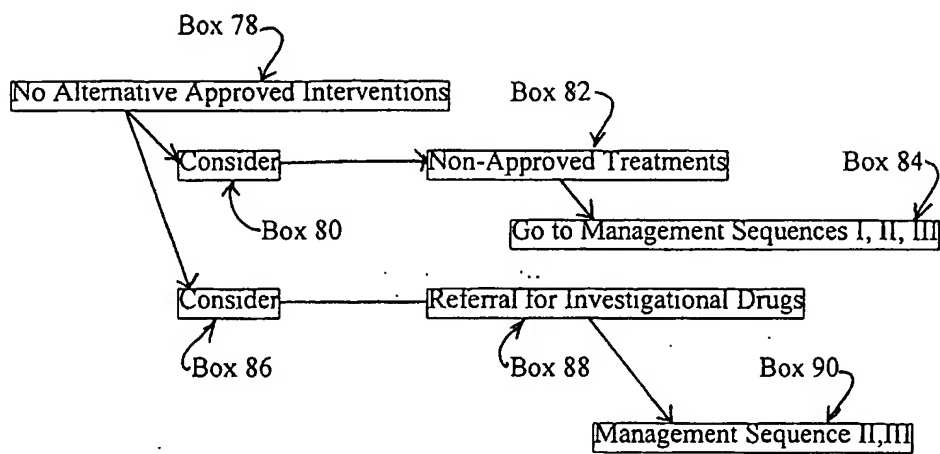 Box 78
No Alternative Approved Interventions
Box 82
Consider
Non-Approved Treatments
Box 84
Box 80
Go to Management Sequences I, II, III
Consider
Referral for Investigational Drugs
Box 86
Box 88
Box 90
Management Sequence II,III